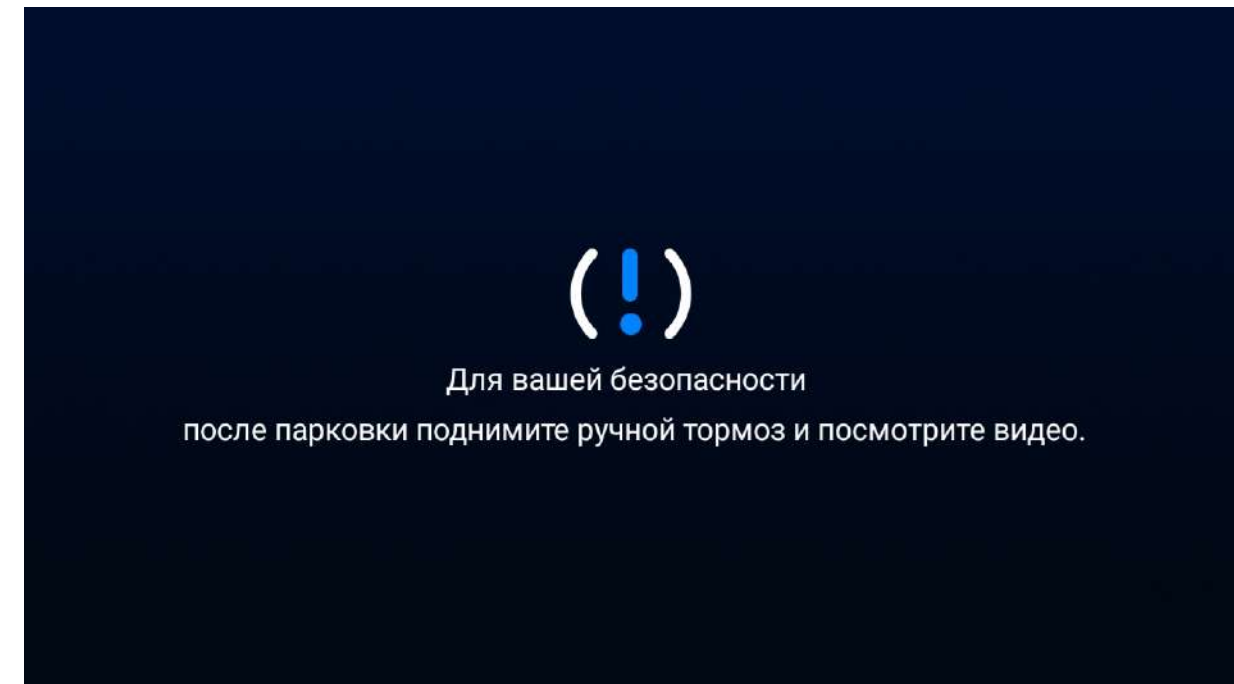 Для вашей безопасности
после парковки поднимите ручной тормоз и посмотрите видео.